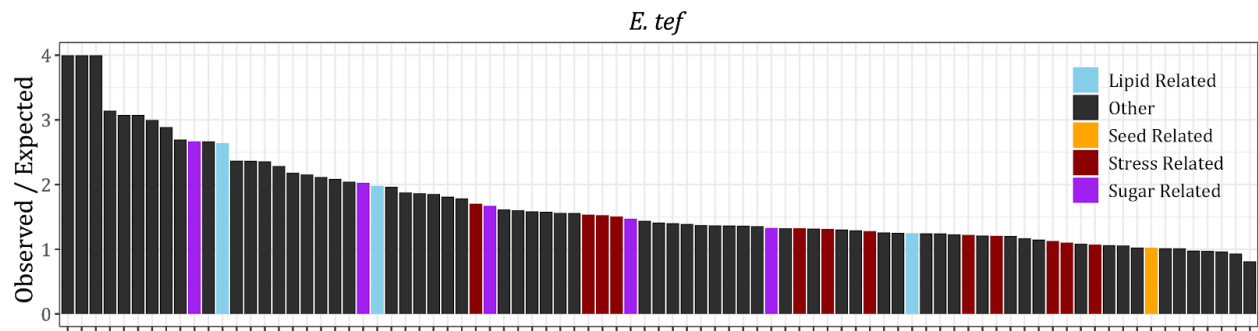 E. tef
Observed / Expected
4
3
2
1
0
Lipid Related
Other
Seed Related
Stress Related
Sugar Related